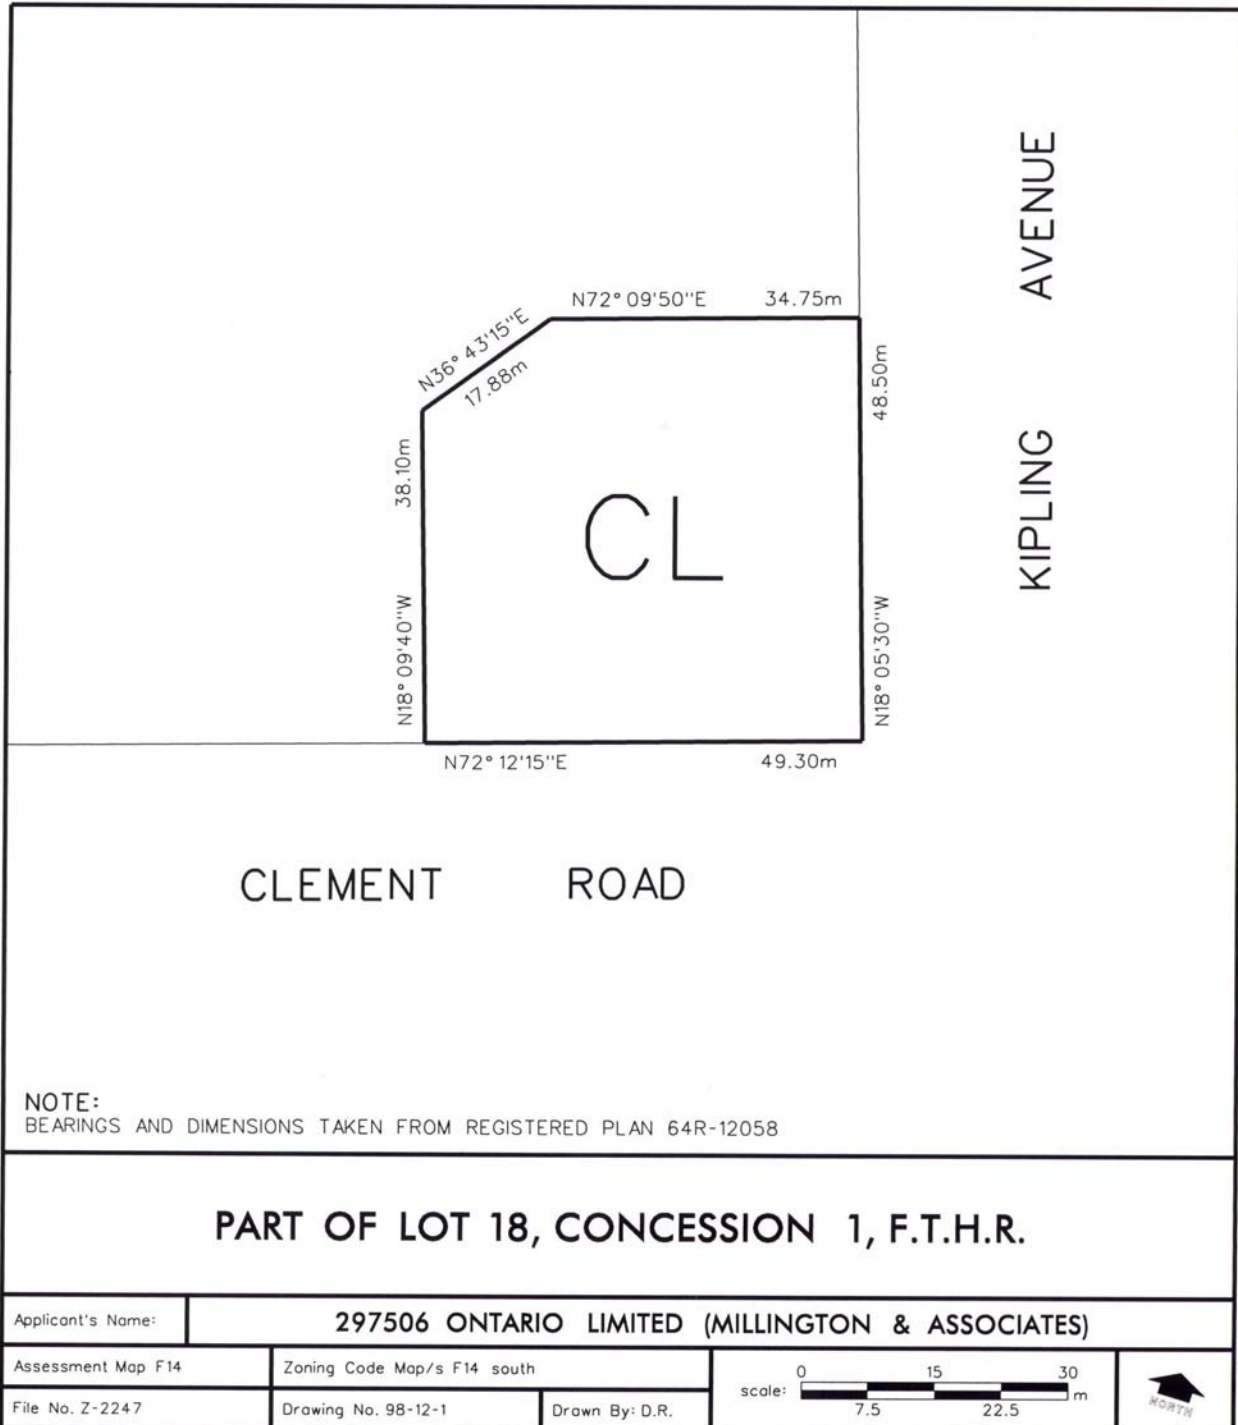 KIPLING AVENUE
N72° 09'50"E 34.75m
N36° 43'15"E
17.88m
48.50m
38.10m
CL
N18° 09'40"W
N18° 05'30"W
N72° 12'15"E 49.30m
CLEMENT ROAD
NOTE:
BEARINGS AND DIMENSIONS TAKEN FROM REGISTERED PLAN 64R-12058
PART OF LOT 18, CONCESSION 1, F.T.H.R.
Applicant's Name: 297506 ONTARIO LIMITED (MILLINGTON & ASSOCIATES)
Assessment Map F14 Zoning Code Map/s F14 south
File No. Z-2247 Drawing No. 98-12-1 Drawn By: D.R.
0 15 30
scale: m
7.5 22.5
NORTH